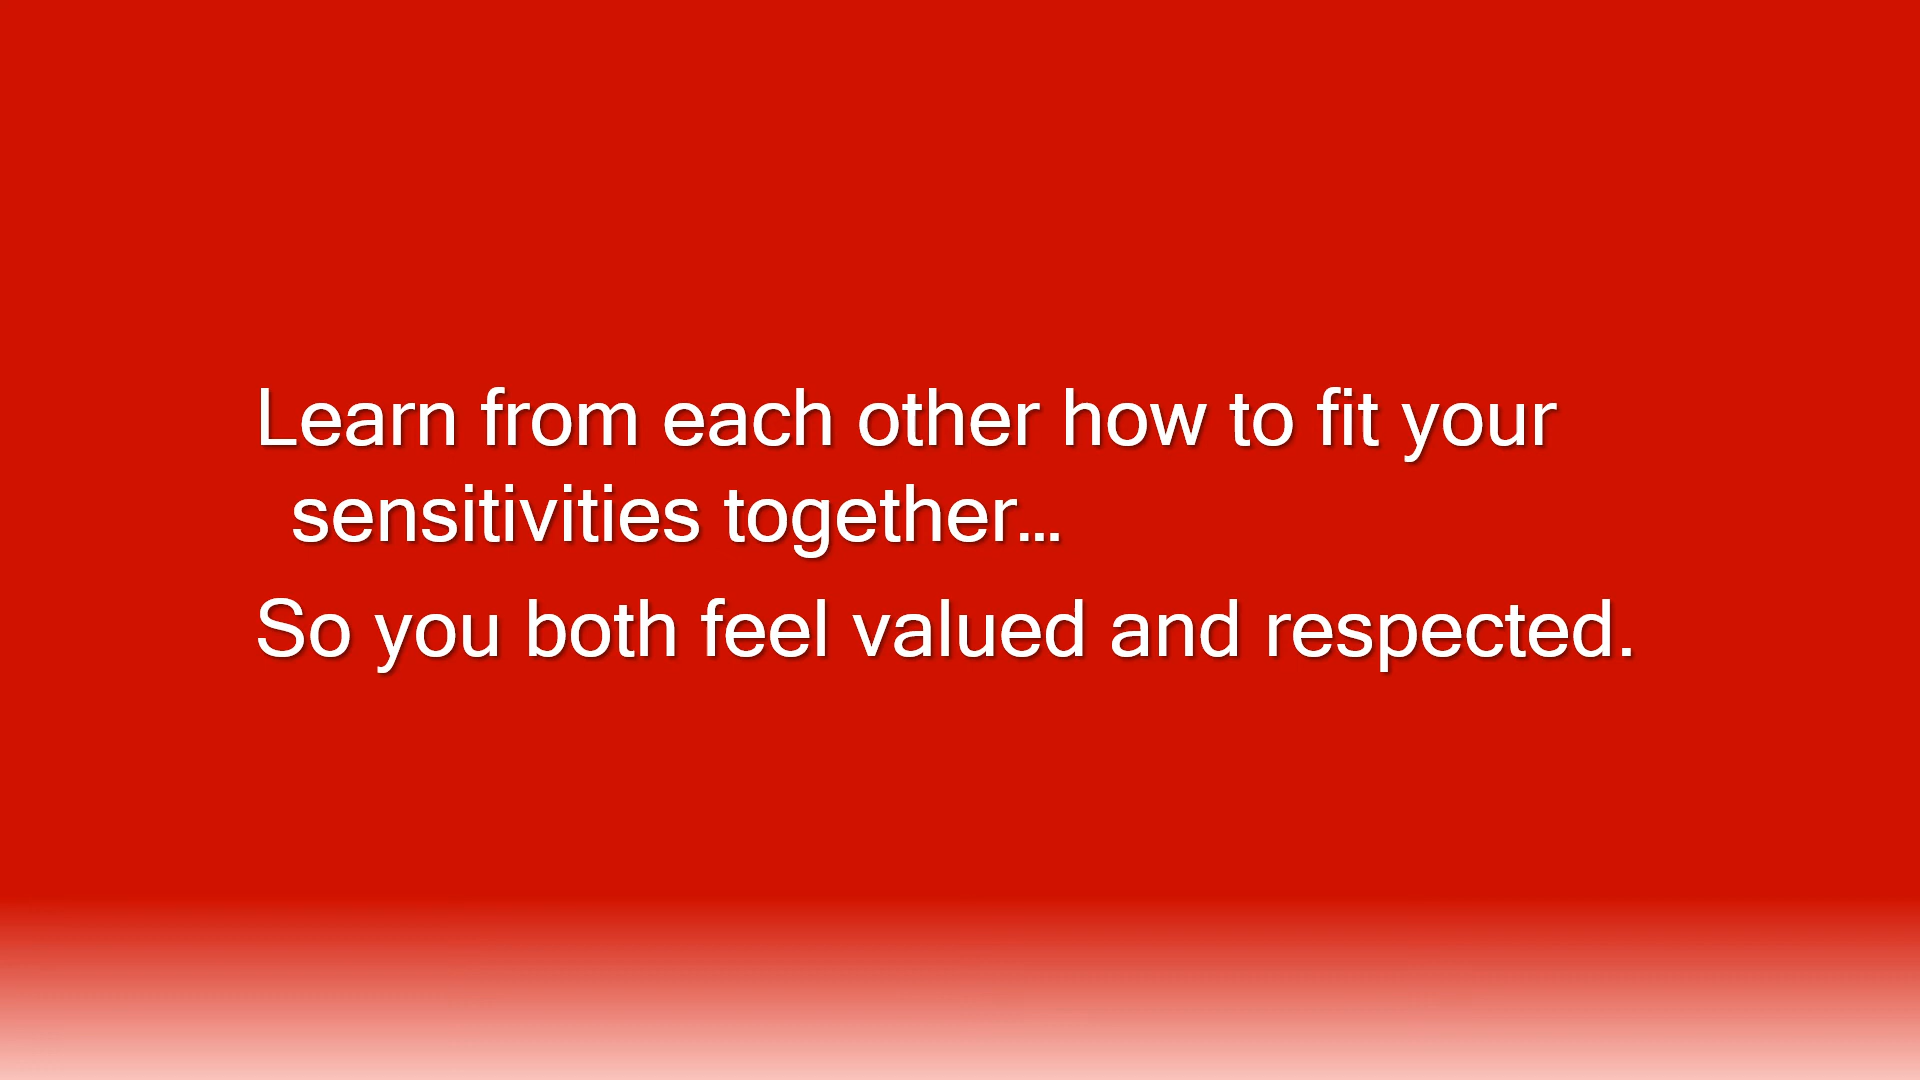 Learn from each other how to fit your
sensitivities together...
So you both feel valued and respected.